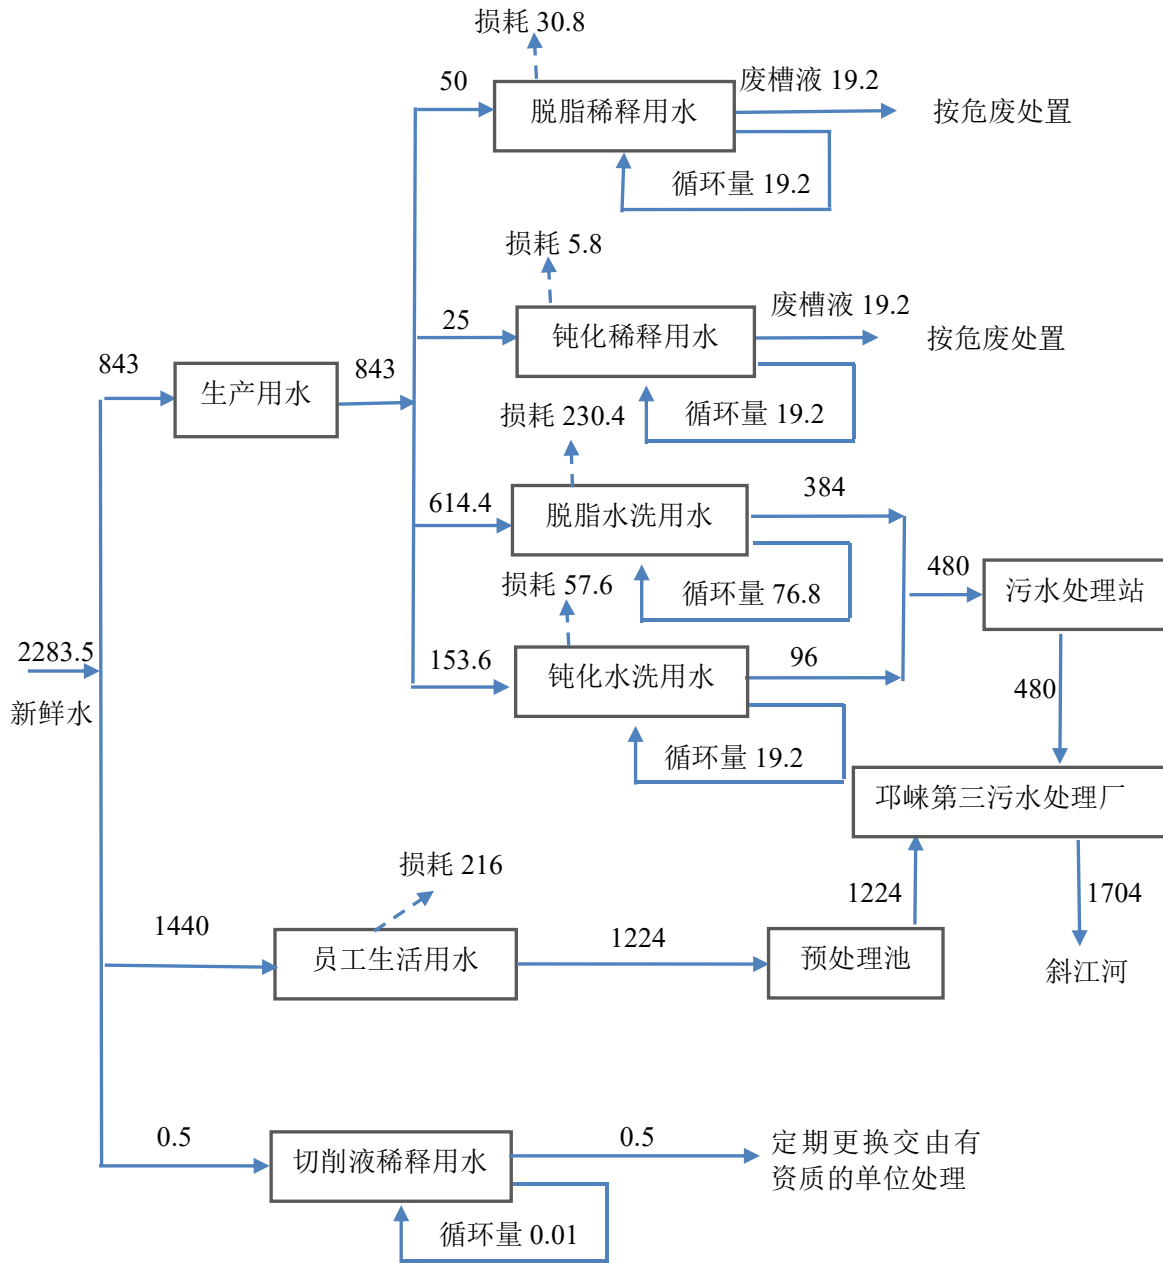 损耗 30.8
50
脱脂稀释用水
废槽液 19.2
按危废处置
循环量 19.2
损耗 5.8
25
钝化稀释用水
废槽液 19.2
按危废处置
循环量 19.2
843
生产用水
843
损耗 230.4
614.4
脱脂水洗用水
384
循环量 76.8
480
污水处理站
损耗 57.6
153.6
钝化水洗用水
96
循环量 19.2
480
2283.5
新鲜水
邛崃第三污水处理厂
损耗 216
1440
员工生活用水
1224
预处理池
1224
1704
斜江河
0.5
切削液稀释用水
0.5
定期更换交由有
资质的单位处理
循环量 0.01